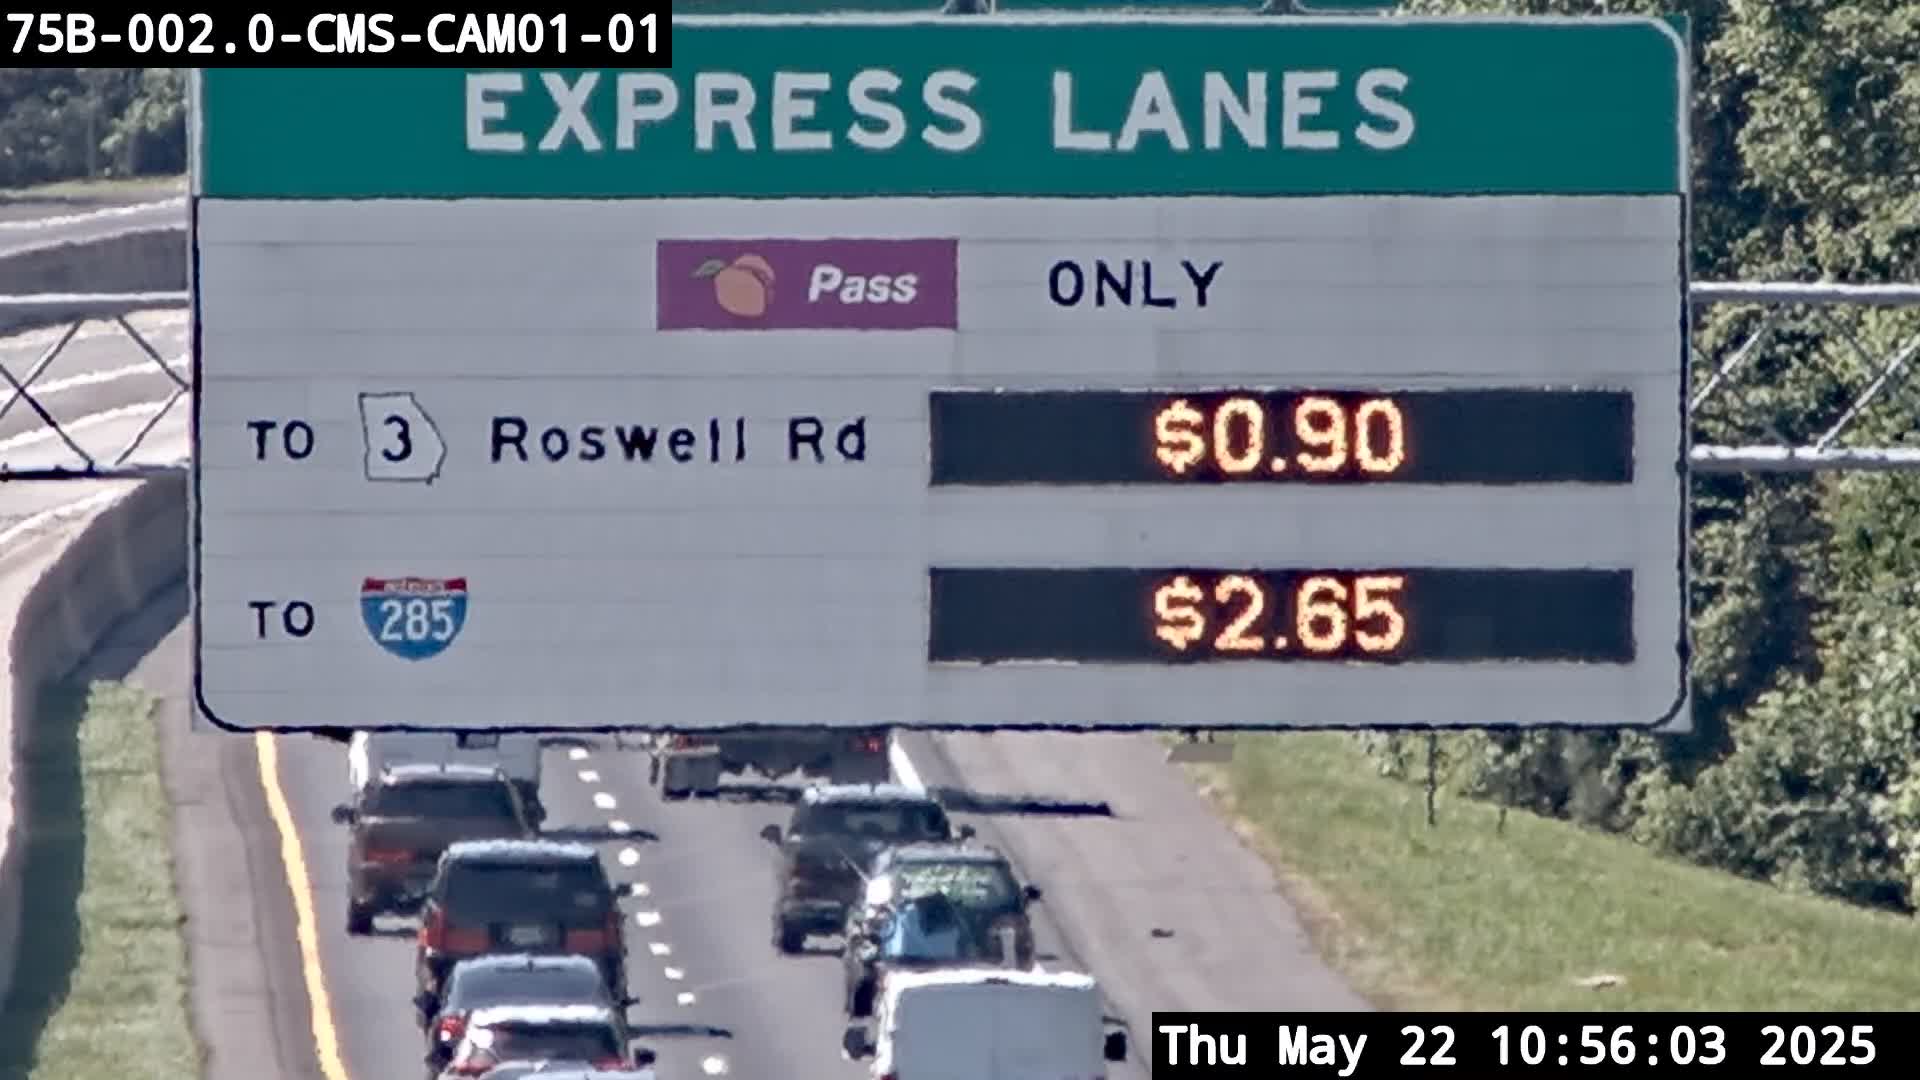 75B-002.0-CMS-CAM01-01
EXPRESS LANES
Pass ONLY
TO 3 Roswell Rd $0.90
TO 285 $2.65
Thu May 22 10:56:03 2025